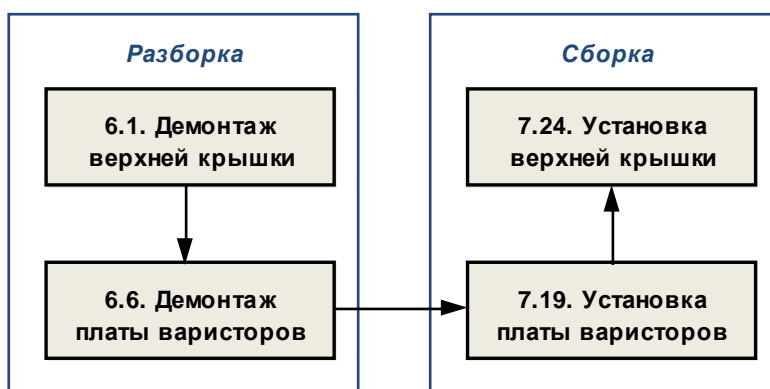 Разборка
6.1. Демонтаж
верхней крышки
6.6. Демонтаж
платы варисторов
Сборка
7.24. Установка
верхней крышки
7.19. Установка
платы варисторов